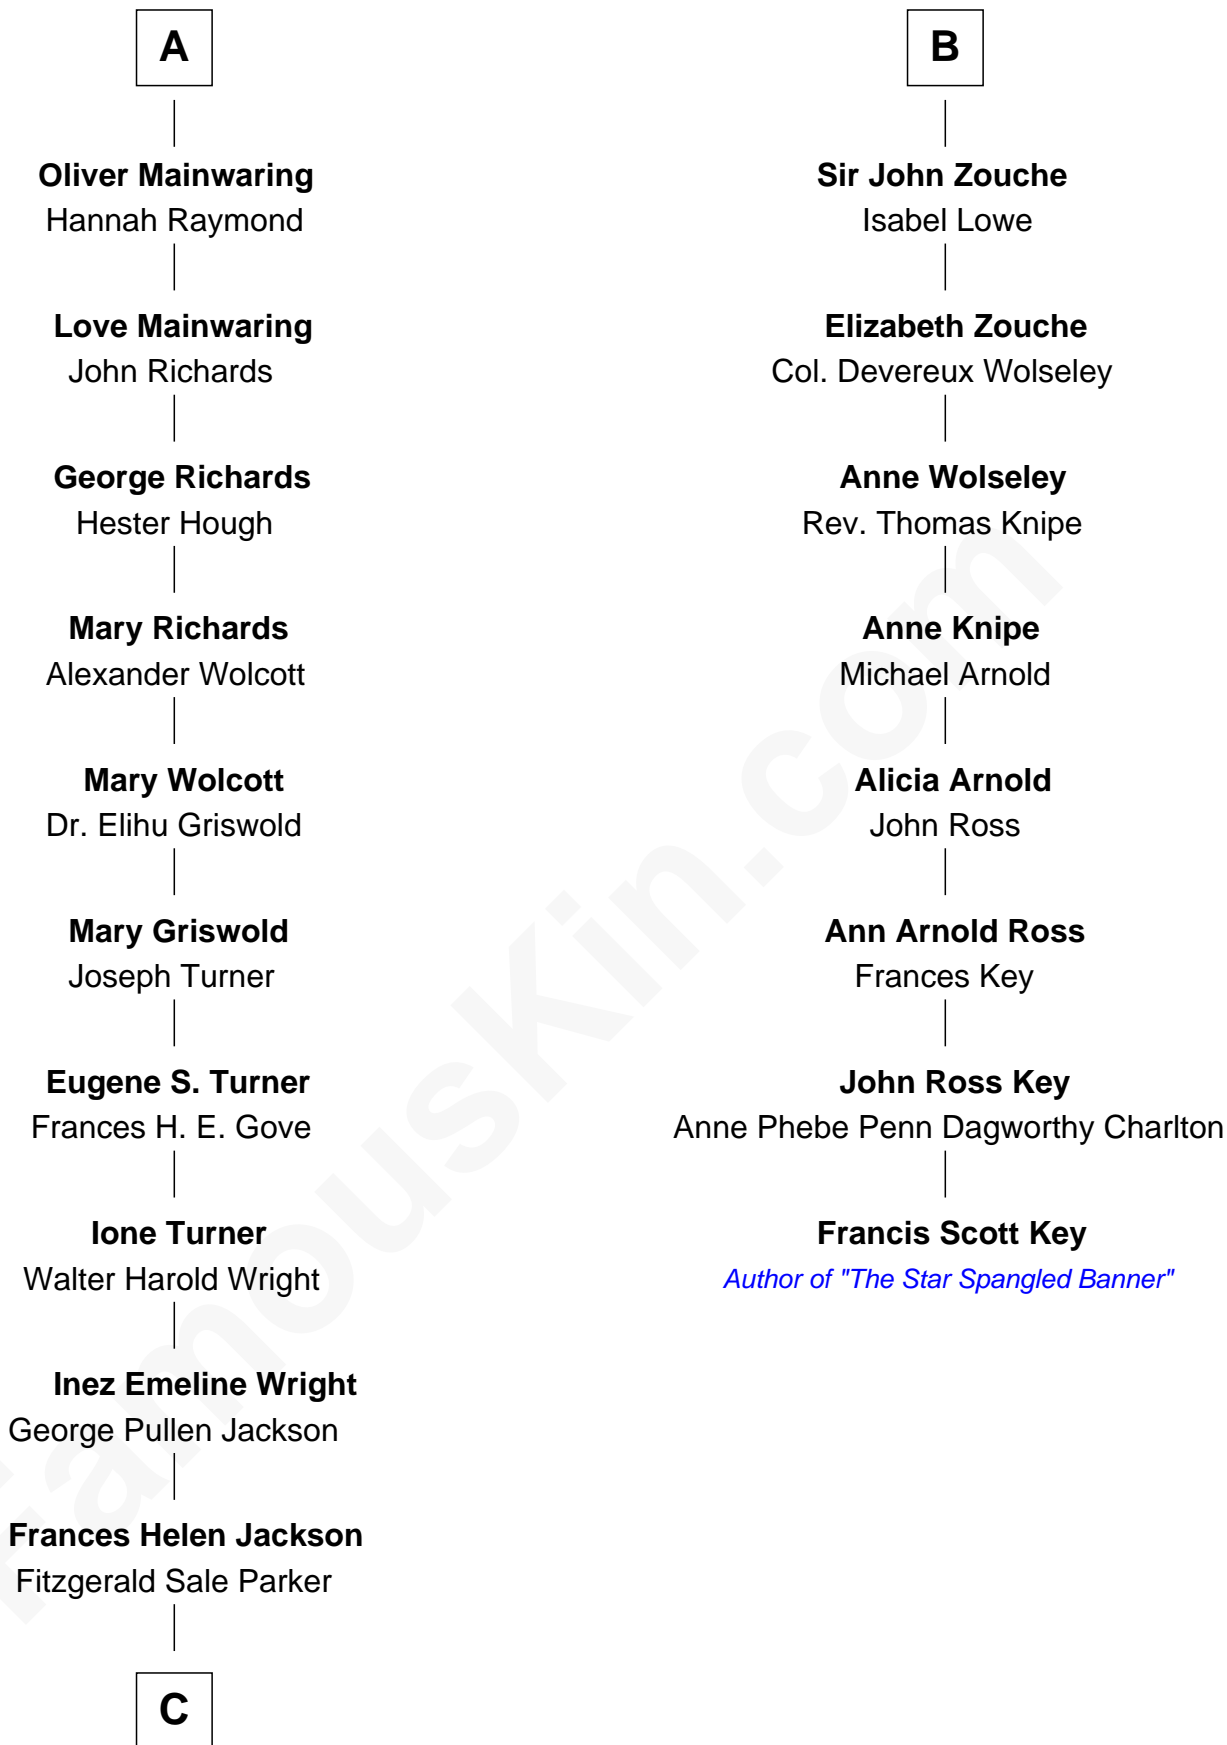 A
Oliver Mainwaring
Hannah Raymond
Love Mainwaring
John Richards
George Richards
Hester Hough
Mary Richards
Alexander Wolcott
Mary Wolcott
Dr. Elihu Griswold
Mary Griswold
Joseph Turner
Eugene S. Turner
Frances H. E. Gove
Ione Turner
Walter Harold Wright
Inez Emeline Wright
George Pullen Jackson
Frances Helen Jackson
Fitzgerald Sale Parker
C
B
Sir John Zouche
Isabel Lowe
Elizabeth Zouche
Col. Devereux Wolseley
Anne Wolseley
Rev. Thomas Knipe
Anne Knipe
Michael Arnold
Alicia Arnold
John Ross
Ann Arnold Ross
Frances Key
John Ross Key
Anne Phebe Penn Dagworthy Charlton
Francis Scott Key
Author of "The Star Spangled Banner"
FamousKin.com